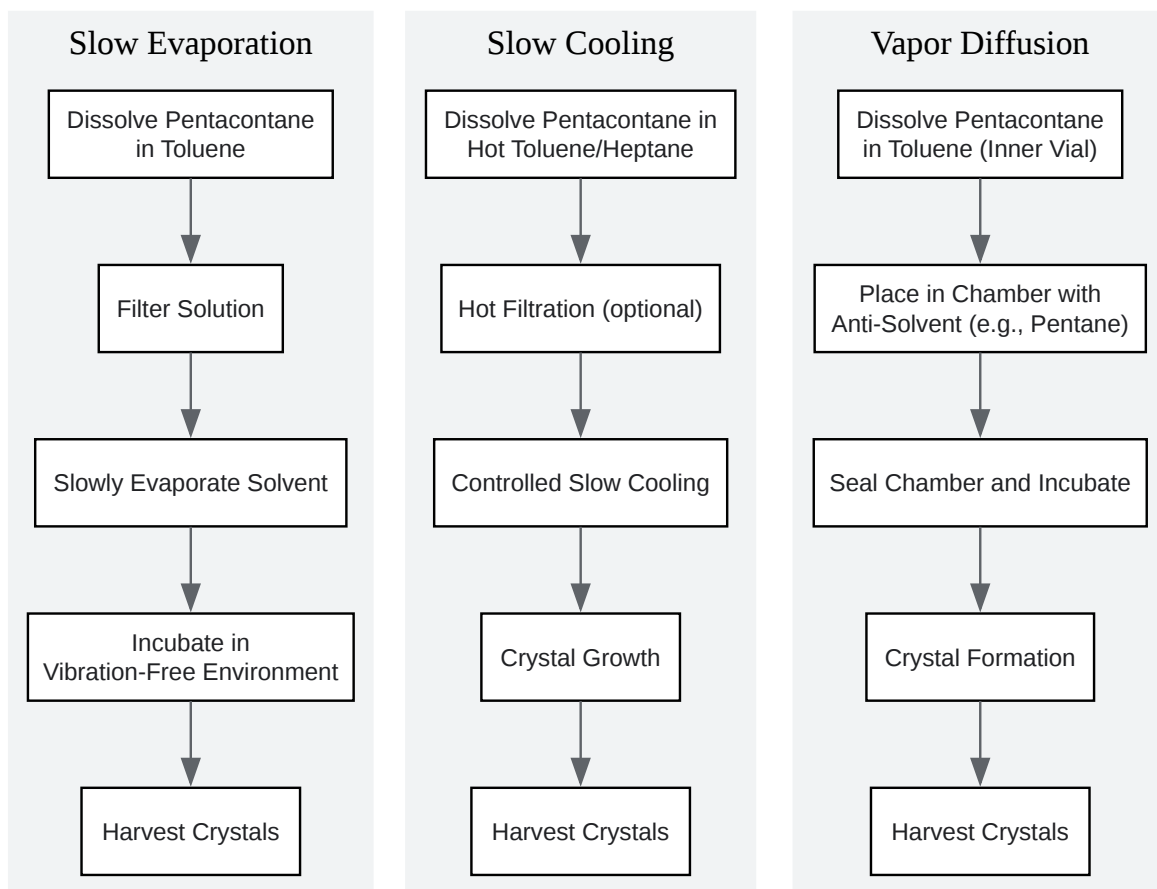 Slow Evaporation
Dissolve Pentacontane
in Toluene
Filter Solution
Slowly Evaporate Solvent
Incubate in
Vibration-Free Environment
Harvest Crystals
Slow Cooling
Dissolve Pentacontane in
Hot Toluene/Heptane
Hot Filtration (optional)
Controlled Slow Cooling
Crystal Growth
Harvest Crystals
Vapor Diffusion
Dissolve Pentacontane
in Toluene (Inner Vial)
Place in Chamber with
Anti-Solvent (e.g., Pentane)
Seal Chamber and Incubate
Crystal Formation
Harvest Crystals